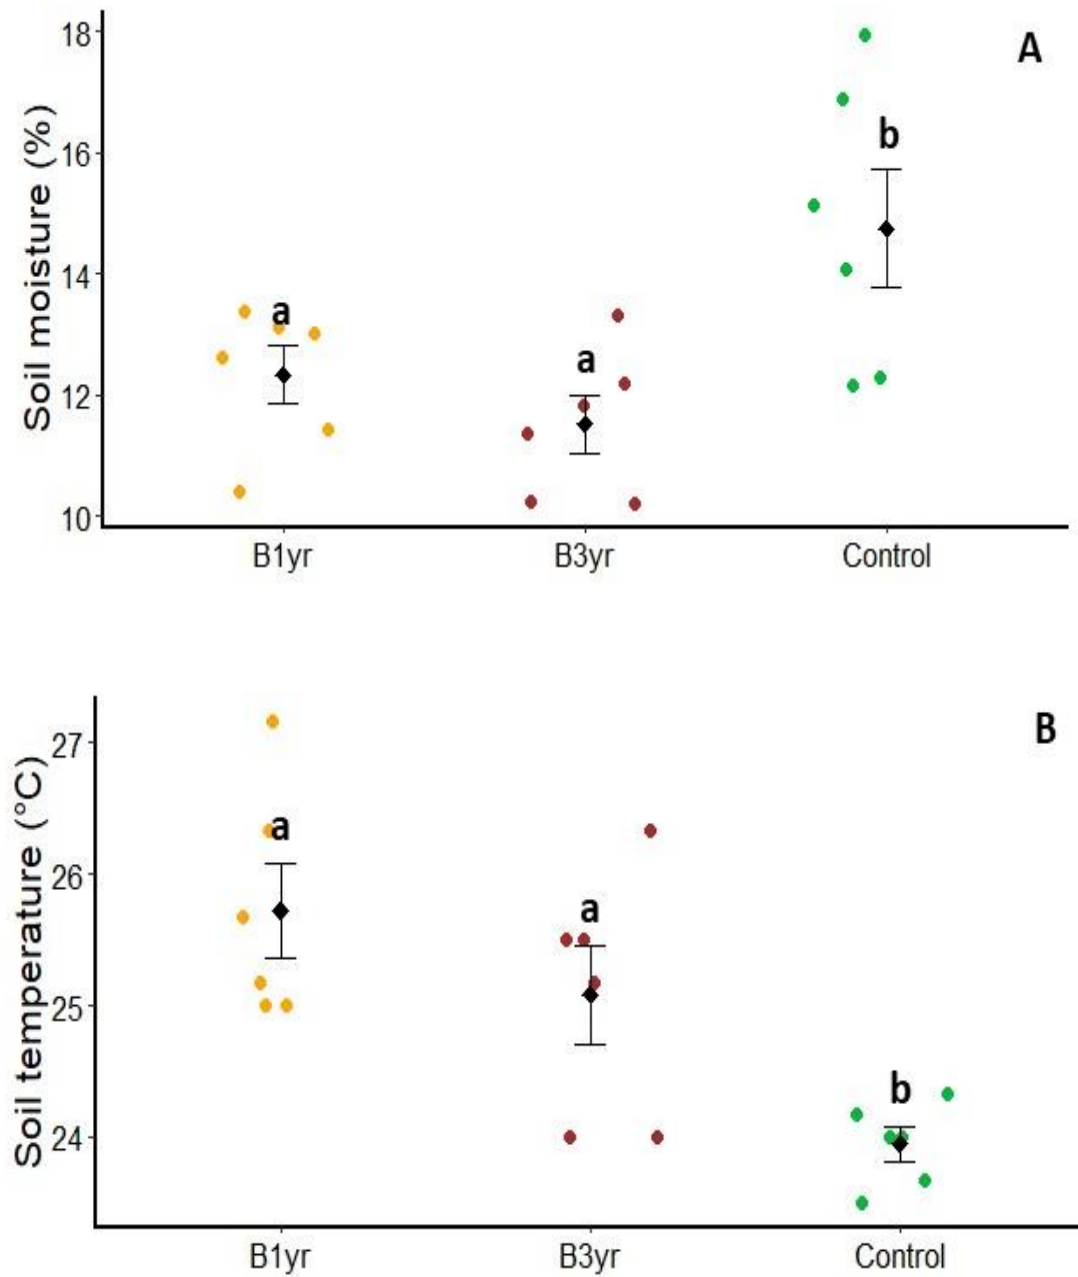 A
Soil moisture (%)
18
16
14
12
10
a
a
b
B1yr
B3yr
Control
B
Soil temperature (°C)
27
26
25
24
a
a
b
B1yr
B3yr
Control